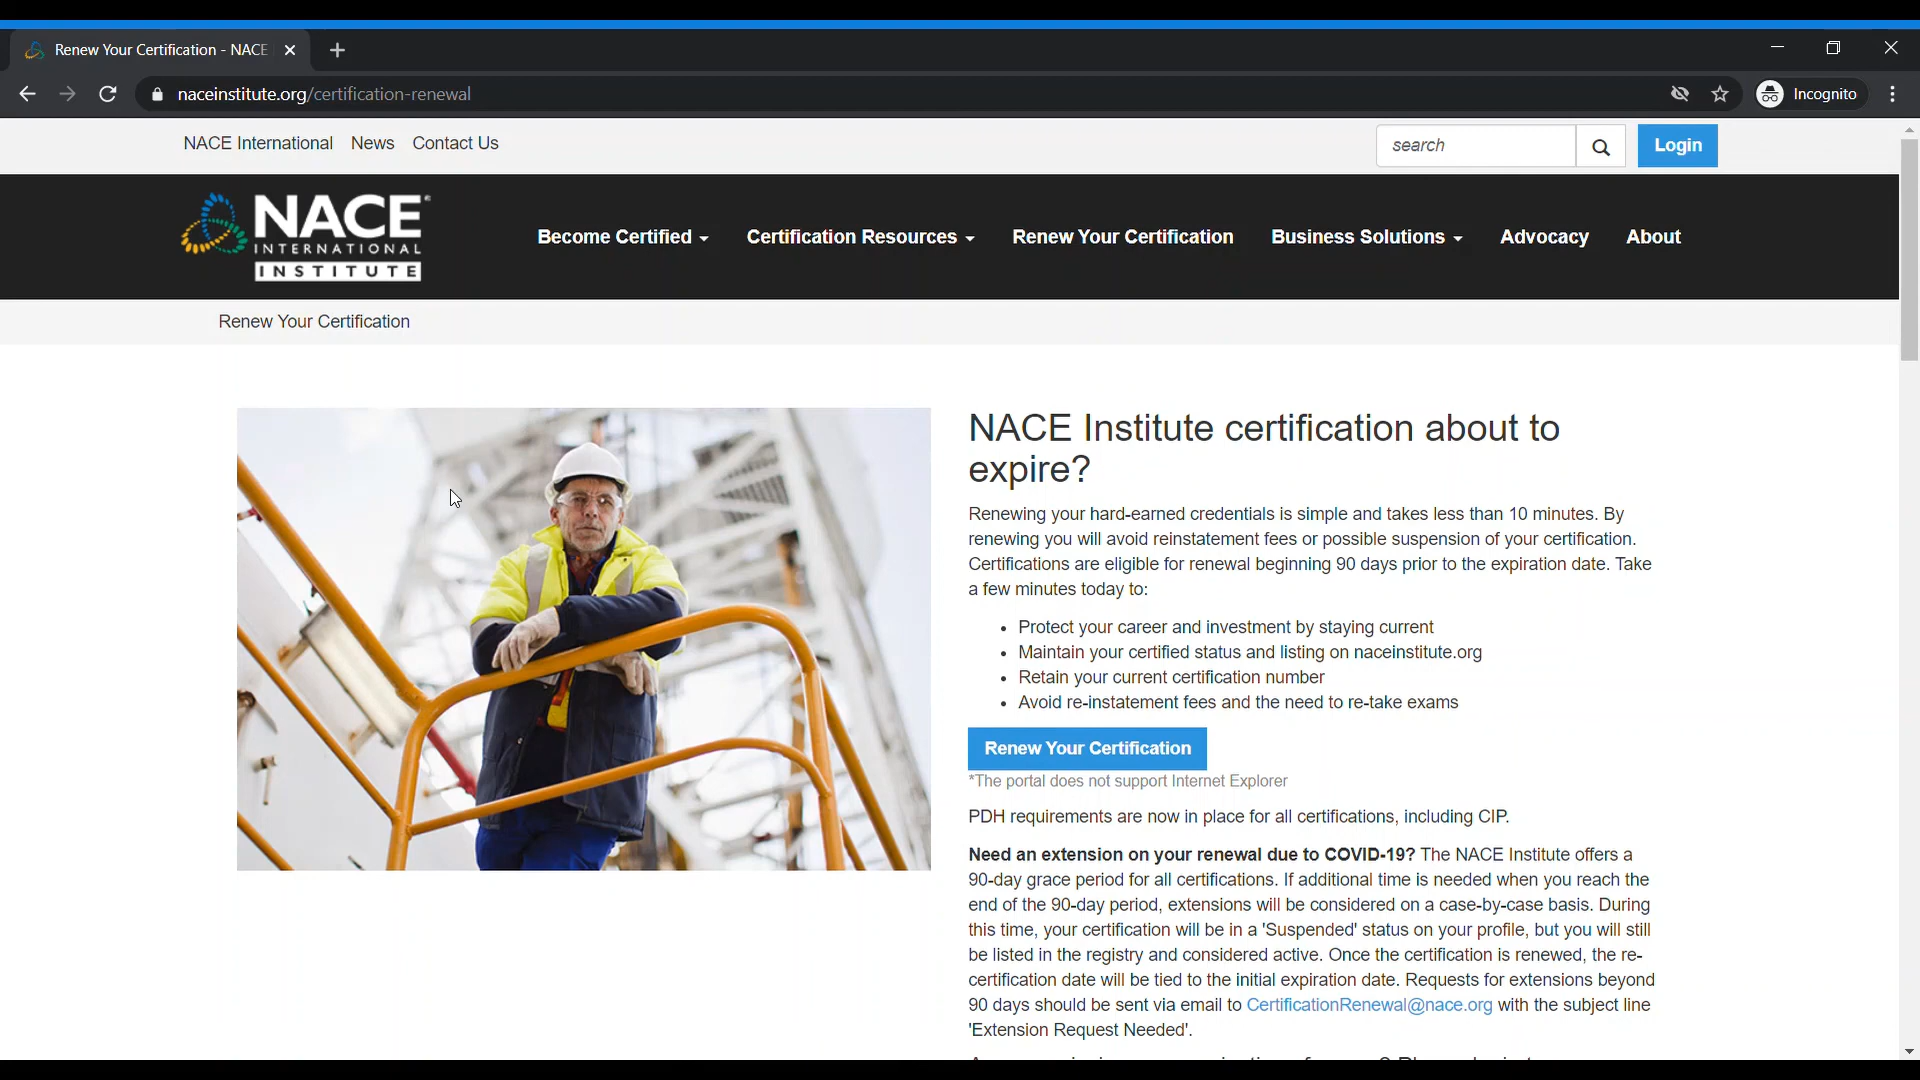 Renew Your Certification - NACE
naceinstitute.org/certification-renewal
Incognito
NACE International News Contact Us
search
Login
NACE
INTERNATIONAL
INSTITUTE
Become Certified Certification Resources Renew Your Certification Business Solutions Advocacy About
Renew Your Certification
NACE Institute certification about to
expire?
Renewing your hard-earned credentials is simple and takes less than 10 minutes. By
renewing you will avoid reinstatement fees or possible suspension of your certification.
Certifications are eligible for renewal beginning 90 days prior to the expiration date. Take
a few minutes today to:
• Protect your career and investment by staying current
• Maintain your certified status and listing on naceinstitute.org
• Retain your current certification number
• Avoid re-instatement fees and the need to re-take exams
Renew Your Certification
*The portal does not support Internet Explorer
PDH requirements are now in place for all certifications, including CIP.
Need an extension on your renewal due to COVID-19? The NACE Institute offers a
90-day grace period for all certifications. If additional time is needed when you reach the
end of the 90-day period, extensions will be considered on a case-by-case basis. During
this time, your certification will be in a 'Suspended' status on your profile, but you will still
be listed in the registry and considered active. Once the certification is renewed, the re-
certification date will be tied to the initial expiration date. Requests for extensions beyond
90 days should be sent via email to CertificationRenewal@nace.org with the subject line
'Extension Request Needed'.